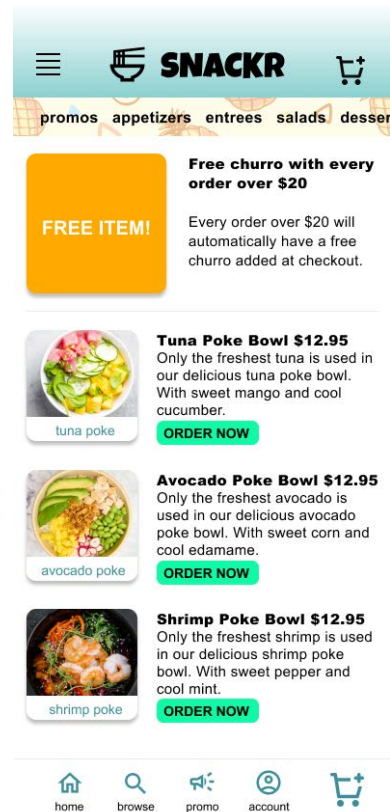 SNACKR
promos appetizers entrees salads desser
FREE ITEM!
Free churro with every
order over $20
Every order over $20 will
automatically have a free
churro added at checkout.
tuna poke
Tuna Poke Bowl $12.95
Only the freshest tuna is used in
our delicious tuna poke bowl.
With sweet mango and cool
cucumber.
ORDER NOW
avocado poke
Avocado Poke Bowl $12.95
Only the freshest avocado is
used in our delicious avocado
poke bowl. With sweet corn and
cool edamame.
ORDER NOW
shrimp poke
Shrimp Poke Bowl $12.95
Only the freshest shrimp is used
in our delicious shrimp poke
bowl. With sweet pepper and
cool mint.
ORDER NOW
home browse promo account